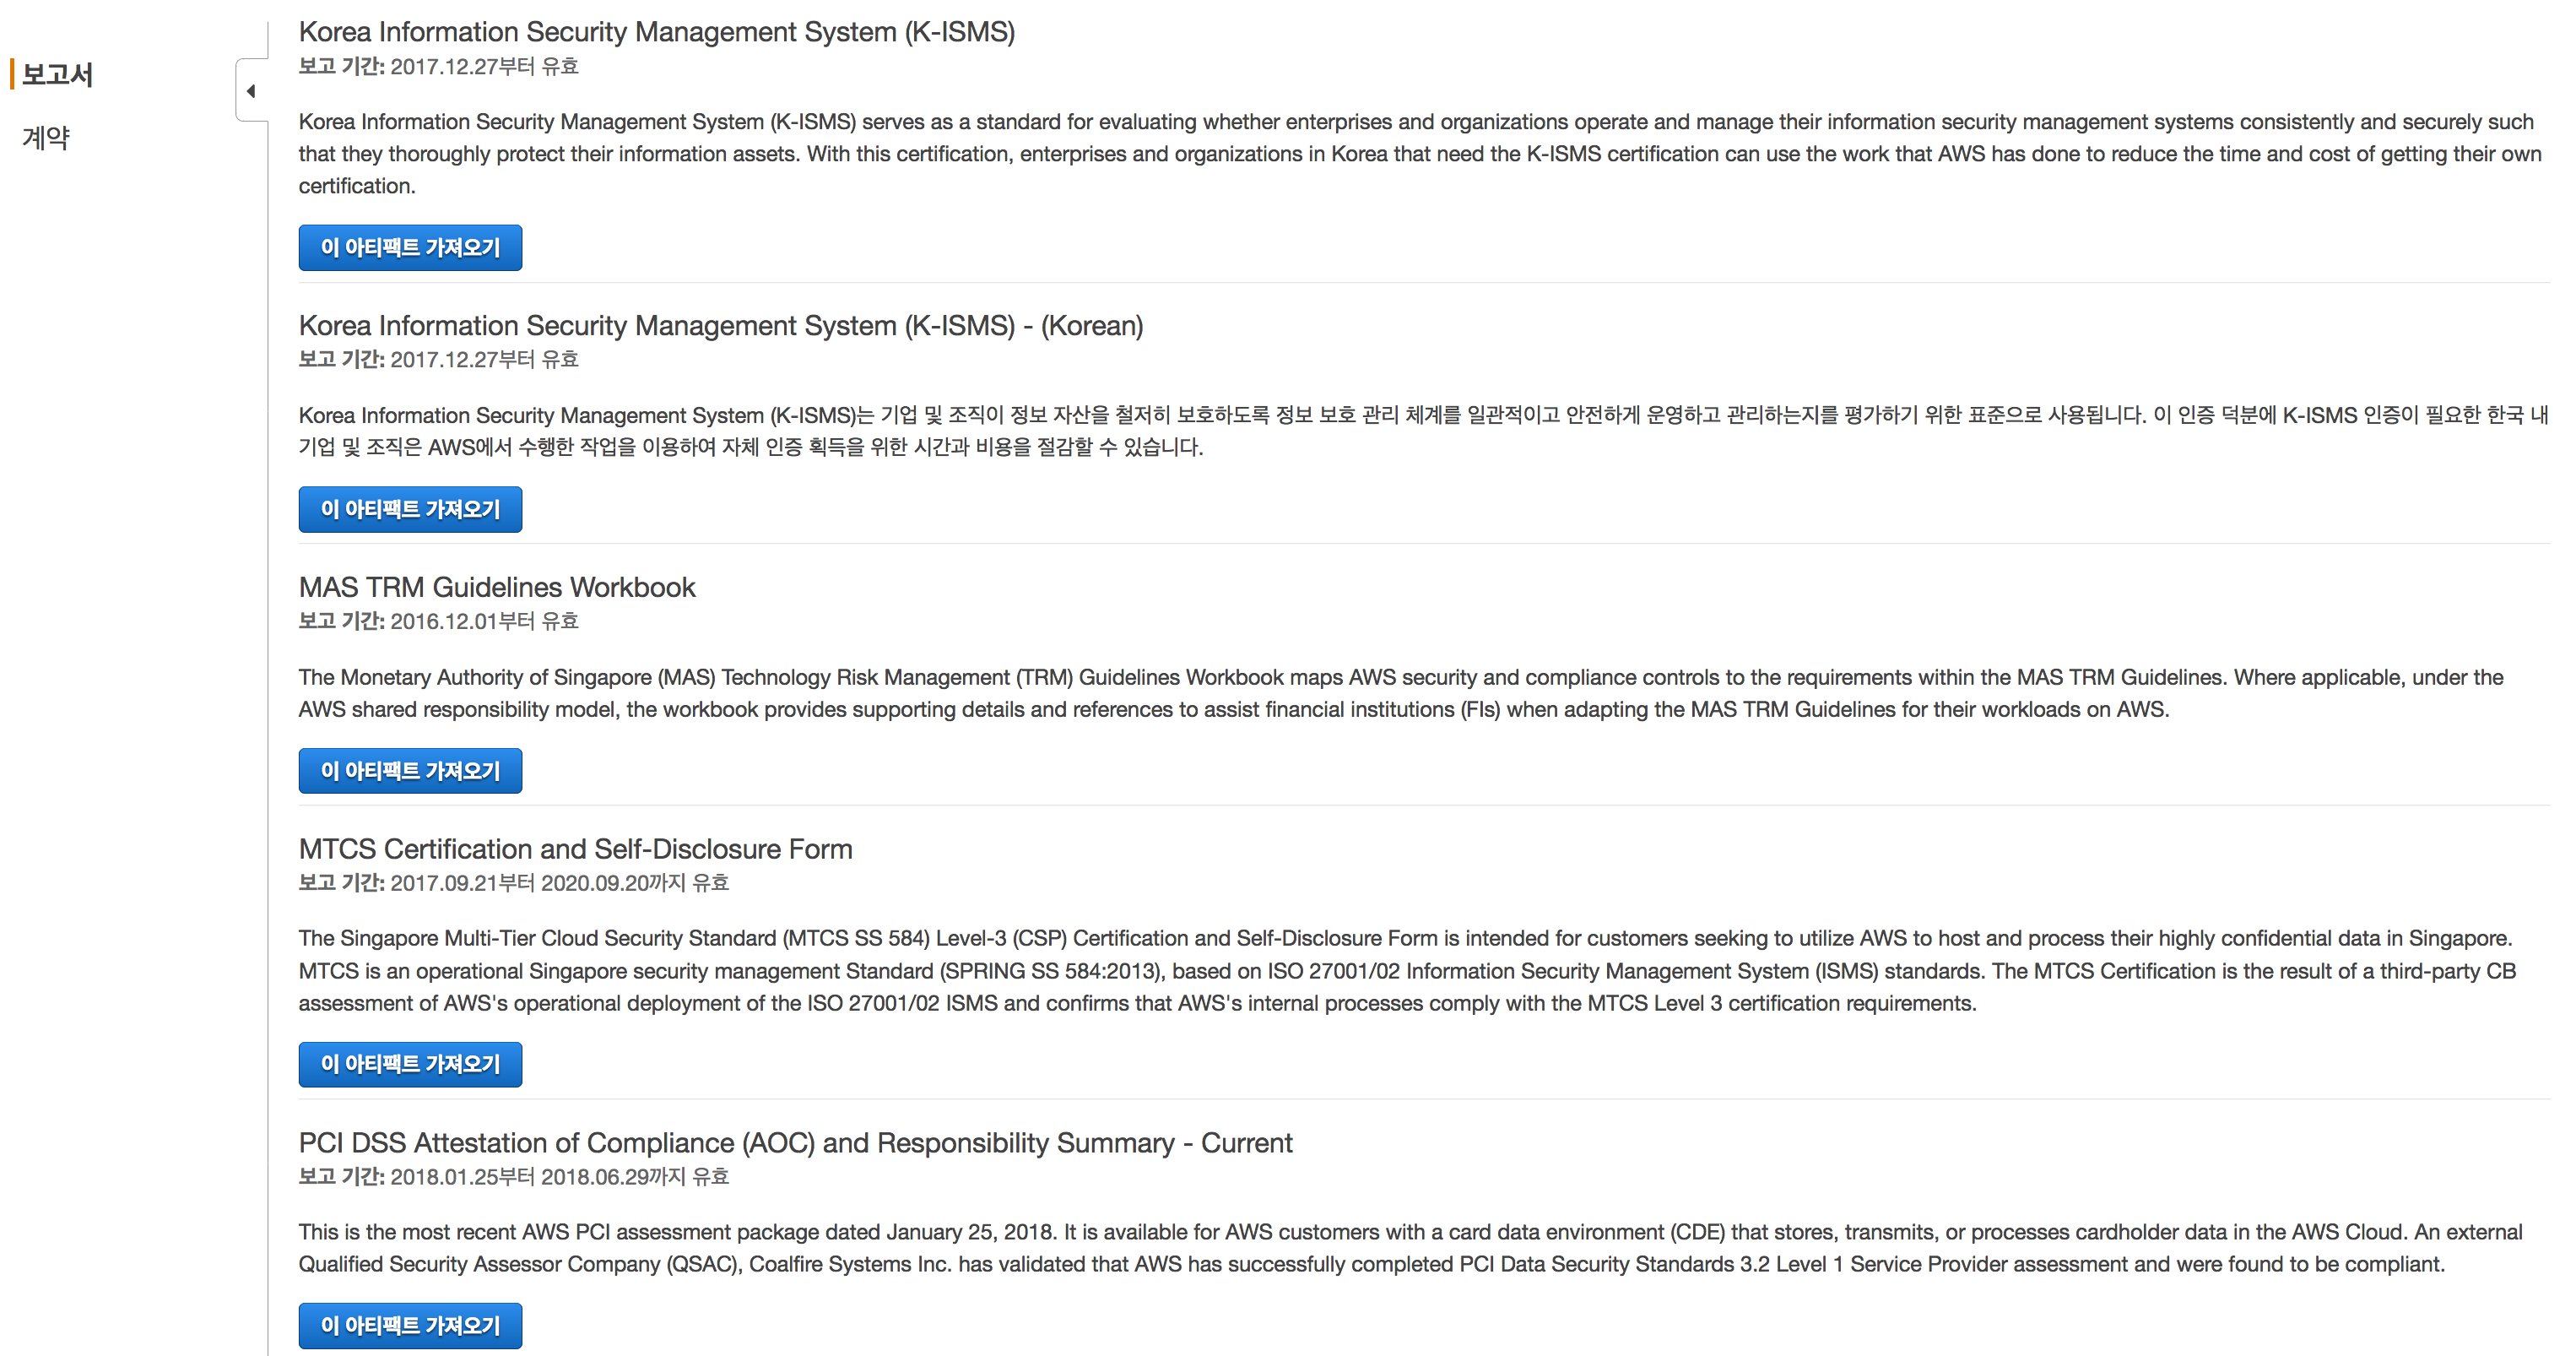 보고서
계약
Korea Information Security Management System (K-ISMS)
보고 기간: 2017.12.27부터 유효
Korea Information Security Management System (K-ISMS) serves as a standard for evaluating whether enterprises and organizations operate and manage their information security management systems consistently and securely such
that they thoroughly protect their information assets. With this certification, enterprises and organizations in Korea that need the K-ISMS certification can use the work that AWS has done to reduce the time and cost of getting their own
certification.
이 아티팩트 가져오기
Korea Information Security Management System (K-ISMS) - (Korean)
보고 기간: 2017.12.27부터 유효
Korea Information Security Management System (K-ISMS)는 기업 및 조직이 정보 자산을 철저히 보호하도록 정보 보호 관리 체계를 일관적이고 안전하게 운영하고 관리하는지를 평가하기 위한 표준으로 사용됩니다. 이 인증 덕분에 K-ISMS 인증이 필요한 한국 내
기업 및 조직은 AWS에서 수행한 작업을 이용하여 자체 인증 획득을 위한 시간과 비용을 절감할 수 있습니다.
이 아티팩트 가져오기
MAS TRM Guidelines Workbook
보고 기간: 2016.12.01부터 유효
The Monetary Authority of Singapore (MAS) Technology Risk Management (TRM) Guidelines Workbook maps AWS security and compliance controls to the requirements within the MAS TRM Guidelines. Where applicable, under the
AWS shared responsibility model, the workbook provides supporting details and references to assist financial institutions (FIs) when adapting the MAS TRM Guidelines for their workloads on AWS.
이 아티팩트 가져오기
MTCS Certification and Self-Disclosure Form
보고 기간: 2017.09.21부터 2020.09.20까지 유효
The Singapore Multi-Tier Cloud Security Standard (MTCS SS 584) Level-3 (CSP) Certification and Self-Disclosure Form is intended for customers seeking to utilize AWS to host and process their highly confidential data in Singapore.
MTCS is an operational Singapore security management Standard (SPRING SS 584:2013), based on ISO 27001/02 Information Security Management System (ISMS) standards. The MTCS Certification is the result of a third-party CB
assessment of AWS's operational deployment of the ISO 27001/02 ISMS and confirms that AWS's internal processes comply with the MTCS Level 3 certification requirements.
이 아티팩트 가져오기
PCI DSS Attestation of Compliance (AOC) and Responsibility Summary - Current
보고 기간: 2018.01.25부터 2018.06.29까지 유효
This is the most recent AWS PCI assessment package dated January 25, 2018. It is available for AWS customers with a card data environment (CDE) that stores, transmits, or processes cardholder data in the AWS Cloud. An external
Qualified Security Assessor Company (QSAC), Coalfire Systems Inc. has validated that AWS has successfully completed PCI Data Security Standards 3.2 Level 1 Service Provider assessment and were found to be compliant.
이 아티팩트 가져오기